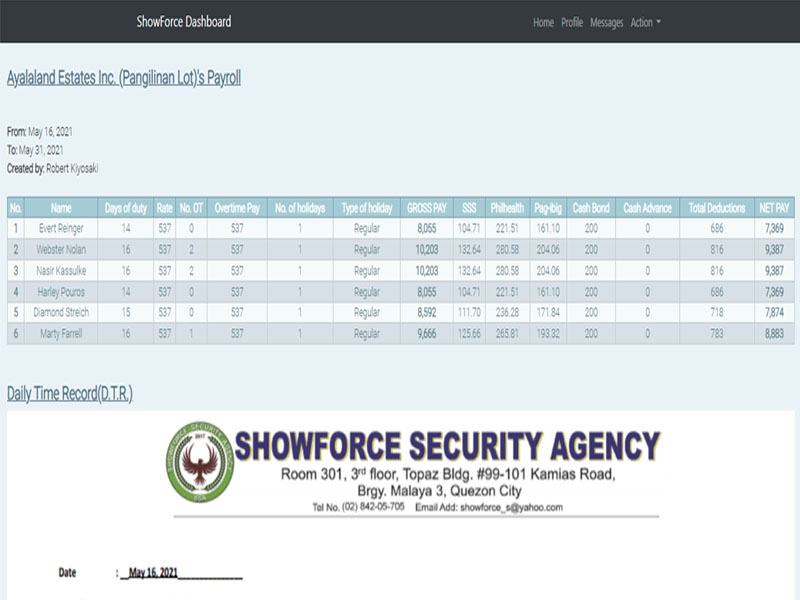 ShowForce Dashboard Home Profile Messages Action
Ayalaland Estates Inc. (Pangilinan Lot)'s Payroll
From: May 16, 2021
To: May 31, 2021
Created by: Robert Kiyosaki
No. Name Days of duty Rate No. OT Overtime Pay No. of holidays Type of holiday GROSS PAY SSS Philhealth Pag-ibig Cash Bond Cash Advance Total Deductions NET PAY
1 Evert Reinger 14 537 0 537 1 Regular 8,055 104.71 221.51 161.10 200 0 686 7,369
2 Webster Nolan 16 537 2 537 1 Regular 10,203 132.64 280.58 204.06 200 0 816 9,387
3 Nasir Kassulke 16 537 2 537 1 Regular 10,203 132.64 280.58 204.06 200 0 816 9,387
4 Harley Pouros 14 537 0 537 1 Regular 8,055 104.71 221.51 161.10 200 0 686 7,369
5 Diamond Streich 15 537 0 537 1 Regular 8,592 111.70 236.28 171.84 200 0 718 7,874
6 Marty Farrell 16 537 1 537 1 Regular 9,666 125.66 265.81 193.32 200 0 783 8,883
Daily Time Record(D.T.R.)
SHOWFORCE SECURITY AGENCY
Room 301, 3rd floor, Topaz Bldg. #99-101 Kamias Road,
Brgy. Malaya 3, Quezon City
Tel No. (02) 842-05-705 Email Add: showforce_s@yahoo.com
Date : __May 16, 2021__________